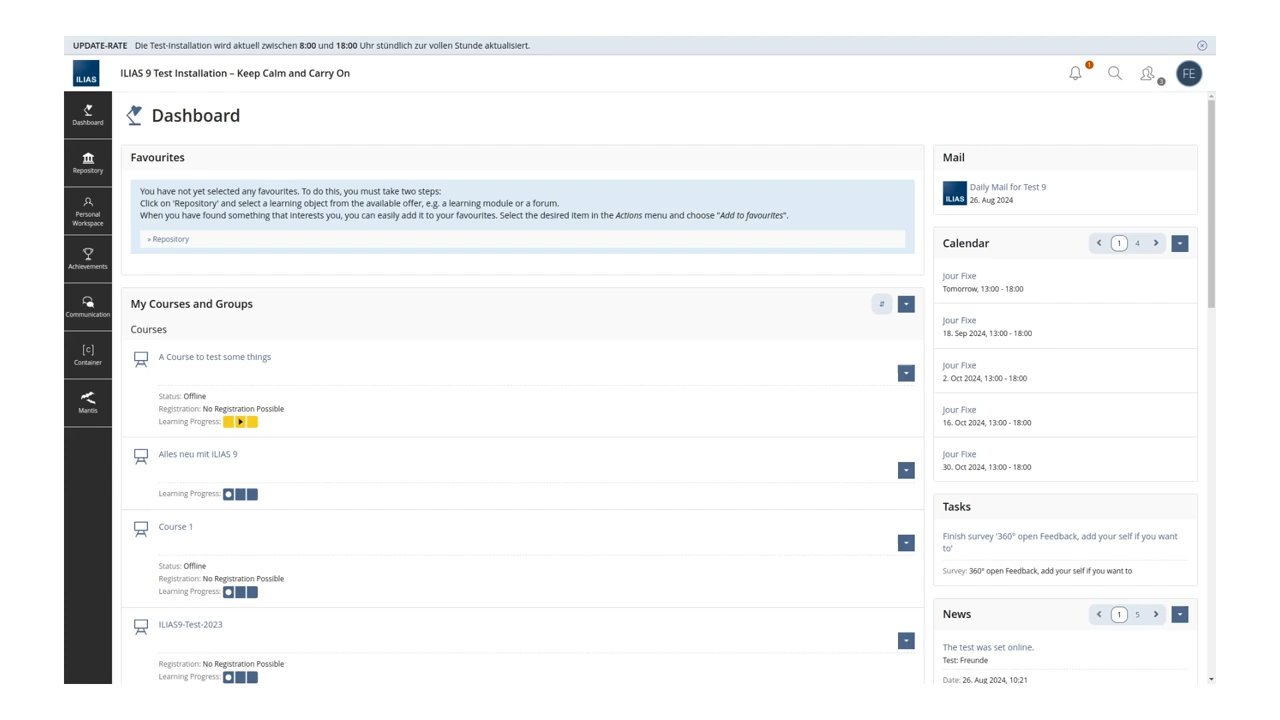 UPDATE-RATE Die Test-Installation wird aktuell zwischen 8:00 und 18:00 Uhr stündlich zur vollen Stunde aktualisiert.
ILIAS
ILIAS 9 Test Installation – Keep Calm and Carry On
1
3
FE
Dashboard
Repository
Personal
Workspace
Achievements
Communication
[c]
Container
Mantis
Dashboard
Favourites
You have not yet selected any favourites. To do this, you must take two steps:
Click on 'Repository' and select a learning object from the available offer, e.g. a learning module or a forum.
When you have found something that interests you, you can easily add it to your favourites. Select the desired item in the Actions menu and choose "Add to favourites".
» Repository
My Courses and Groups
Courses
A Course to test some things
Status: Offline
Registration: No Registration Possible
Learning Progress:
Alles neu mit ILIAS 9
Learning Progress:
Course 1
Status: Offline
Registration: No Registration Possible
Learning Progress:
ILIAS9-Test-2023
Registration: No Registration Possible
Learning Progress:
Mail
ILIAS
Daily Mail for Test 9
26. Aug 2024
Calendar
1 4
Jour Fixe
Tomorrow, 13:00 - 18:00
Jour Fixe
18. Sep 2024, 13:00 - 18:00
Jour Fixe
2. Oct 2024, 13:00 - 18:00
Jour Fixe
16. Oct 2024, 13:00 - 18:00
Jour Fixe
30. Oct 2024, 13:00 - 18:00
Tasks
Finish survey '360° open Feedback, add your self if you want
to'
Survey: 360° open Feedback, add your self if you want to
News
1 5
The test was set online.
Test: Freunde
Date: 26. Aug 2024, 10:21